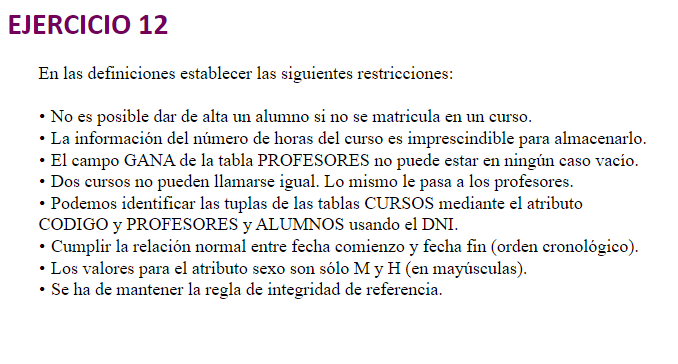 EJERCICIO 12
En las definiciones establecer las siguientes restricciones:
• No es posible dar de alta un alumno si no se matricula en un curso.
• La información del número de horas del curso es imprescindible para almacenarlo.
• El campo GANA de la tabla PROFESORES no puede estar en ningún caso vacío.
• Dos cursos no pueden llamarse igual. Lo mismo le pasa a los profesores.
• Podemos identificar las tuplas de las tablas CURSOS mediante el atributo
CODIGO y PROFESORES y ALUMNOS usando el DNI.
• Cumplir la relación normal entre fecha comienzo y fecha fin (orden cronológico).
• Los valores para el atributo sexo son sólo M y H (en mayúsculas).
• Se ha de mantener la regla de integridad de referencia.